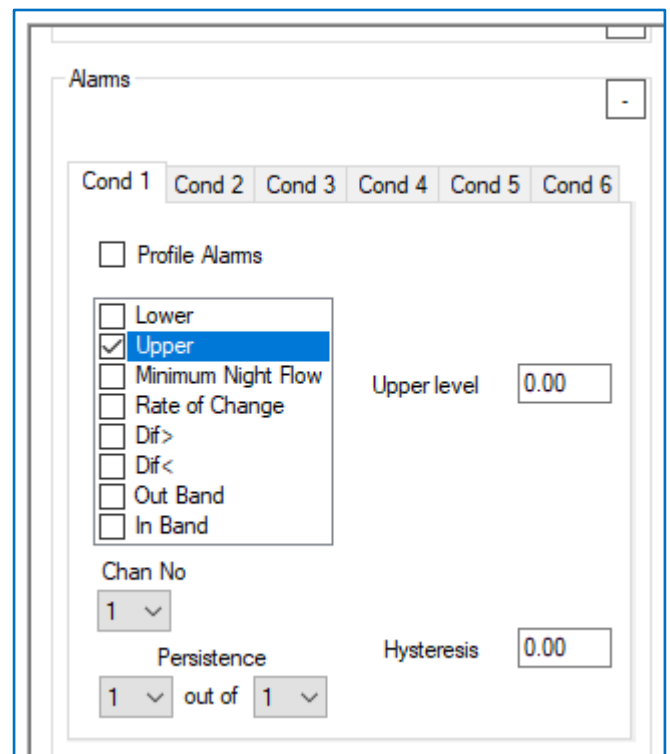 Alarms
-
Cond 1 Cond 2 Cond 3 Cond 4 Cond 5 Cond 6
Profile Alarms
Lower
Upper
Minimum Night Flow
Rate of Change
Dif>
Dif<
Out Band
In Band
Upper level 0.00
Chan No
1
Persistence
1 out of 1
Hysteresis 0.00